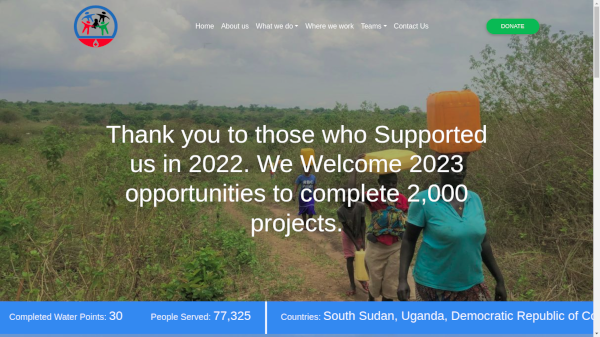 Home About us What we do Where we work Teams Contact Us DONATE
Thank you to those who Supported
us in 2022. We Welcome 2023
opportunities to complete 2,000
projects.
Completed Water Points: 30 People Served: 77,325 Countries: South Sudan, Uganda, Democratic Republic of Co